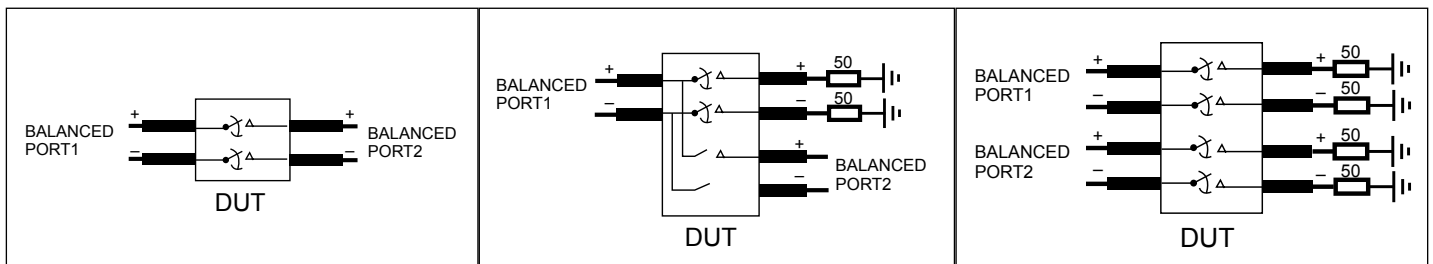 +
BALANCED
PORT1
–
+
BALANCED
PORT2
–
DUT
+
BALANCED
PORT1
–
+
50
–
50
+
BALANCED
PORT2
–
DUT
+
BALANCED
PORT1
–
+
BALANCED
PORT2
–
+
50
–
50
+
50
–
50
DUT